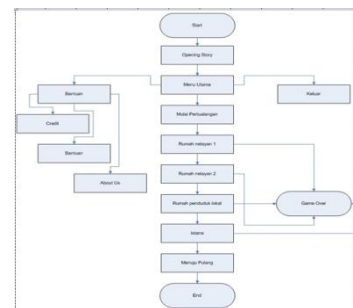 Start
Opening Story
Menu Utama
Bantuan
Keluar
Mulai Petualangan
Credit
Rumah nelayan 1
Bantuan
Rumah nelayan 2
About Us
Rumah penduduk lokal
Game Over
Istana
Menuju Pulang
End